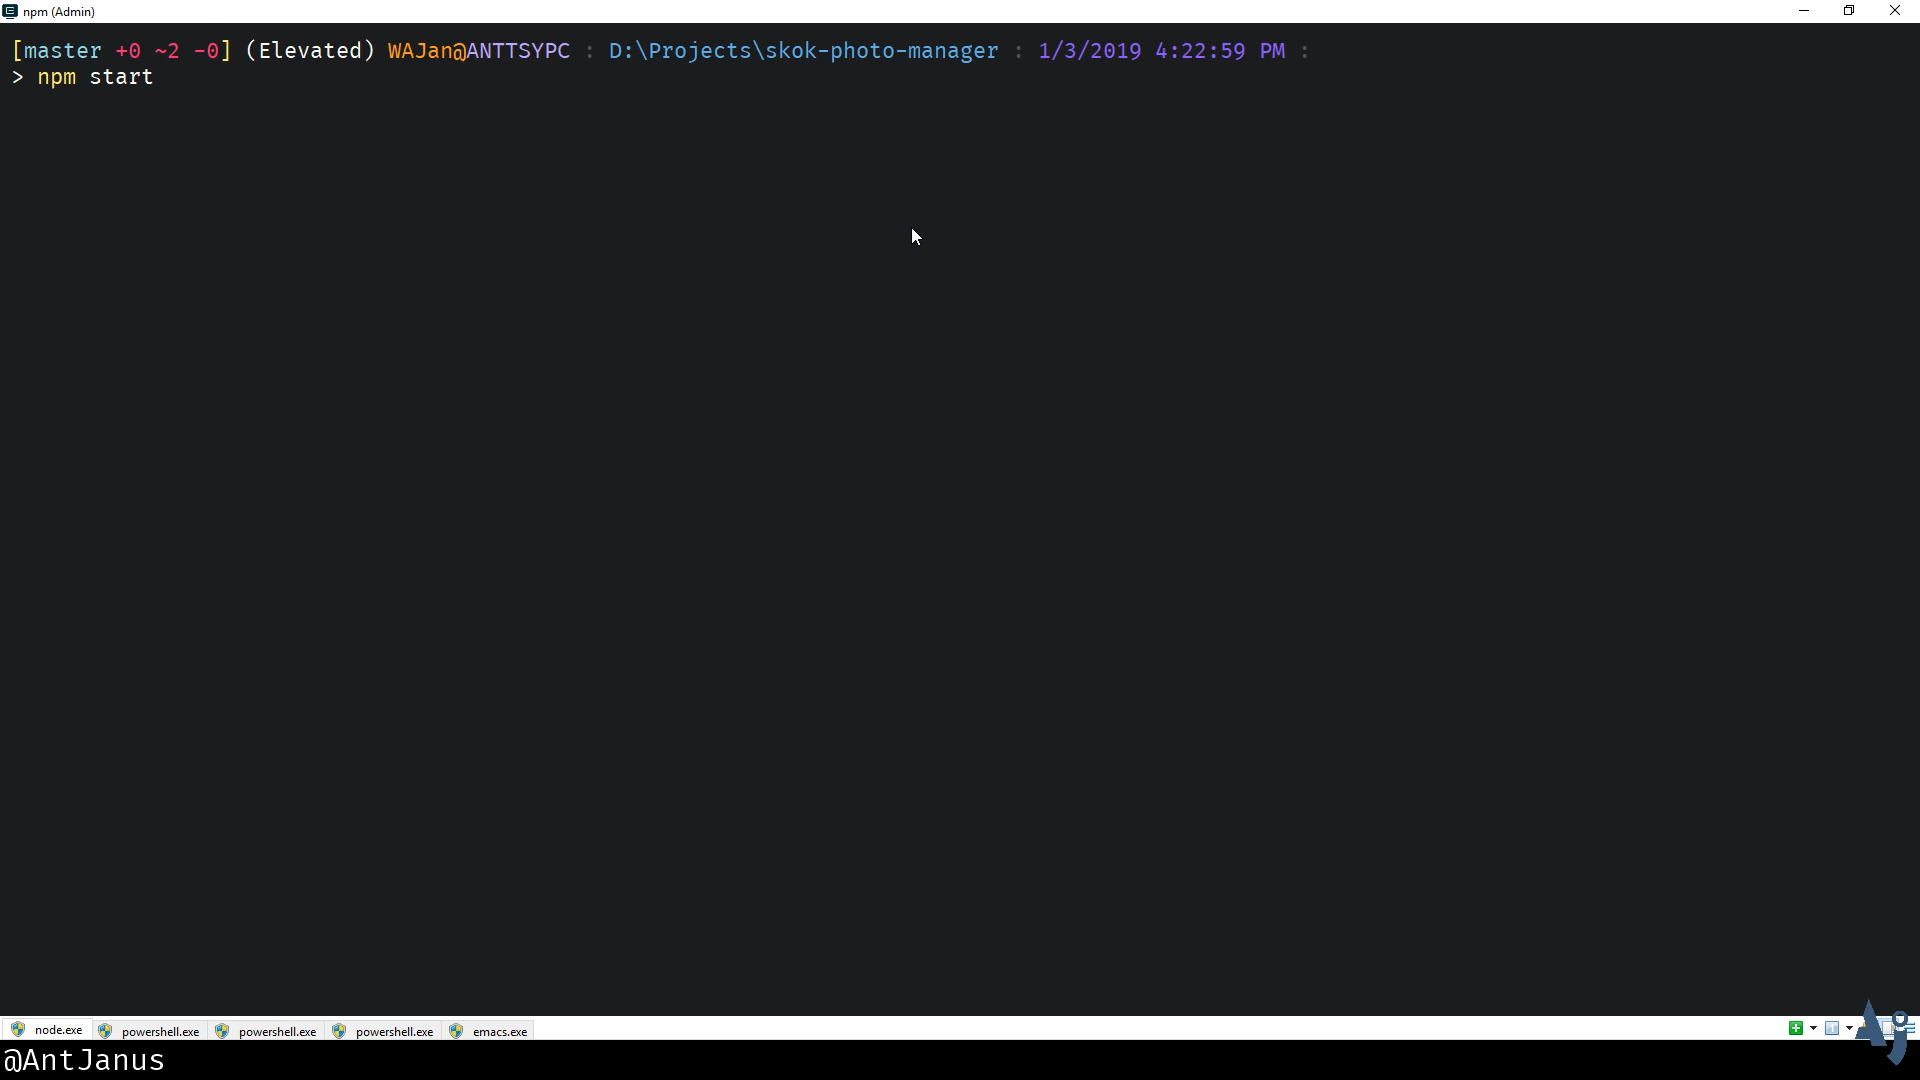 npm (Admin)
[master +0 ~2 -0] (Elevated) WAJan@ANTTSYPC : D:\Projects\skok-photo-manager : 1/3/2019 4:22:59 PM :
> npm start
node.exe powershell.exe powershell.exe powershell.exe emacs.exe
@AntJanus
Aj